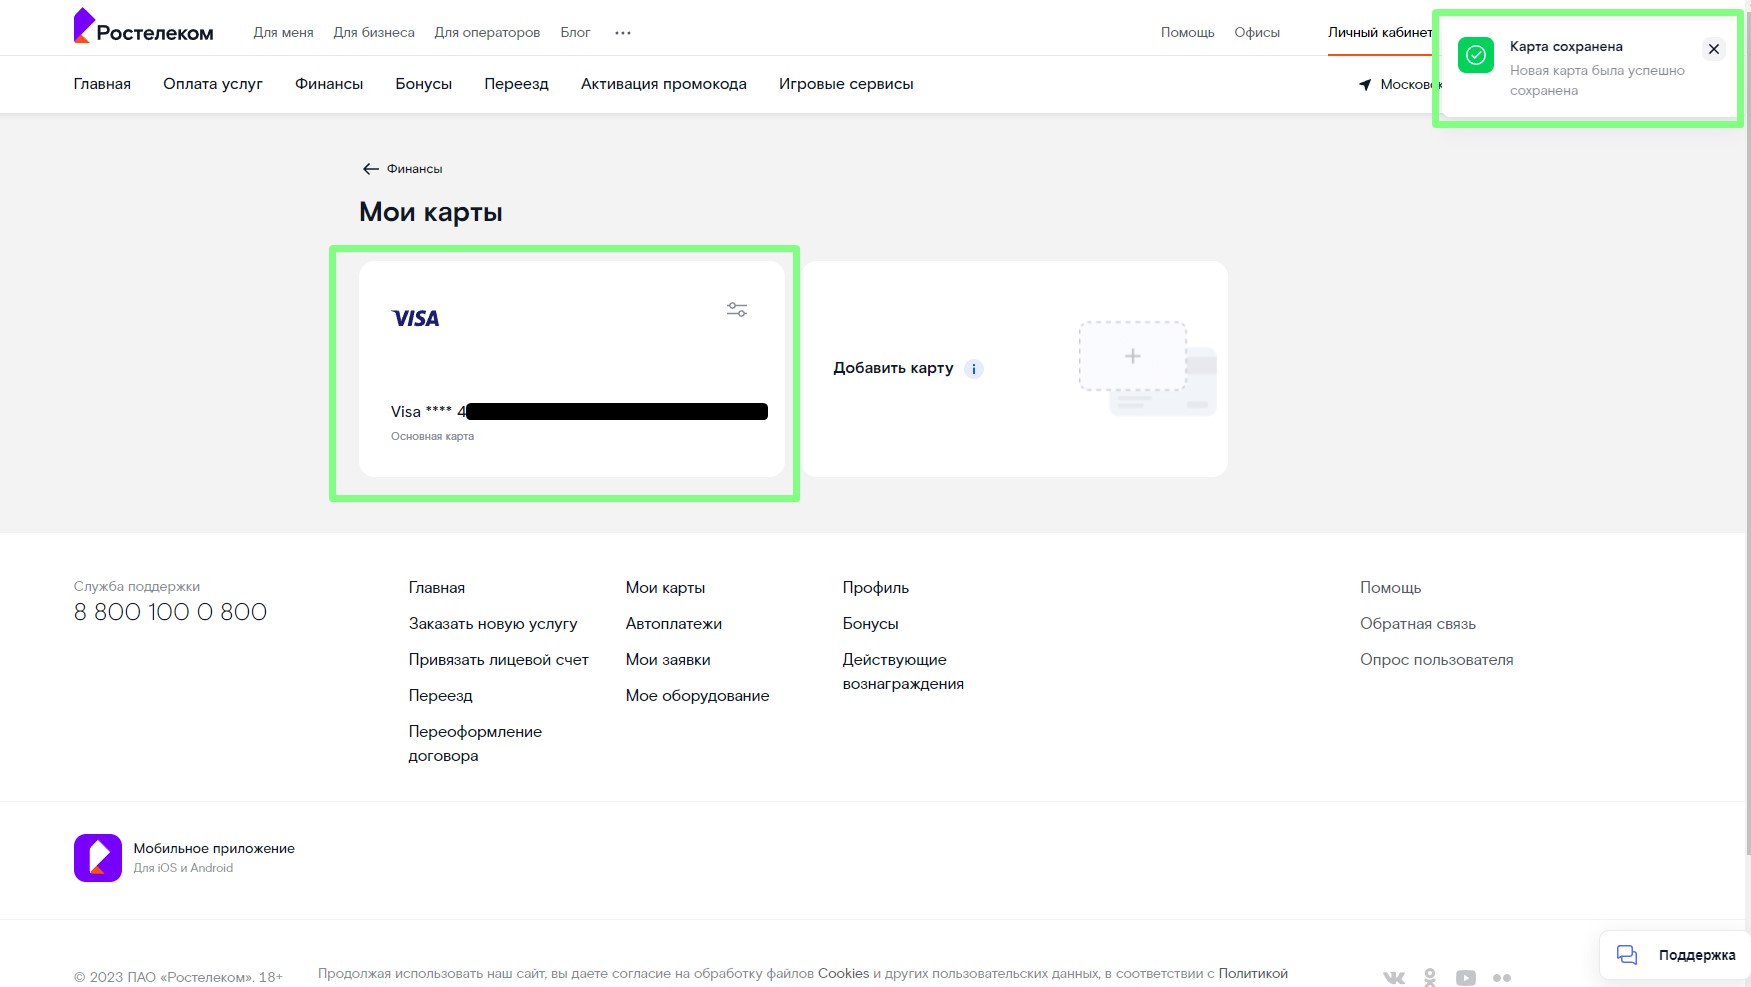 Ростелеком
Для меня Для бизнеса Для операторов Блог ...
Помощь Офисы Личный кабинет
Главная Оплата услуг Финансы Бонусы Переезд Активация промокода Игровые сервисы
Карта сохранена
Новая карта была успешно
сохранена
← Финансы
Мои карты
VISA
Visa **** 4
Основная карта
Добавить карту i
Служба поддержки
8 800 100 0 800
Главная
Заказать новую услугу
Привязать лицевой счет
Переезд
Переоформление
договора
Мои карты
Автоплатежи
Мои заявки
Мое оборудование
Профиль
Бонусы
Действующие
вознаграждения
Помощь
Обратная связь
Опрос пользователя
Мобильное приложение
Для iOS и Android
Поддержка
© 2023 ПАО «Ростелеком». 18+
Продолжая использовать наш сайт, вы даете согласие на обработку файлов Cookies и других пользовательских данных, в соответствии с Политикой